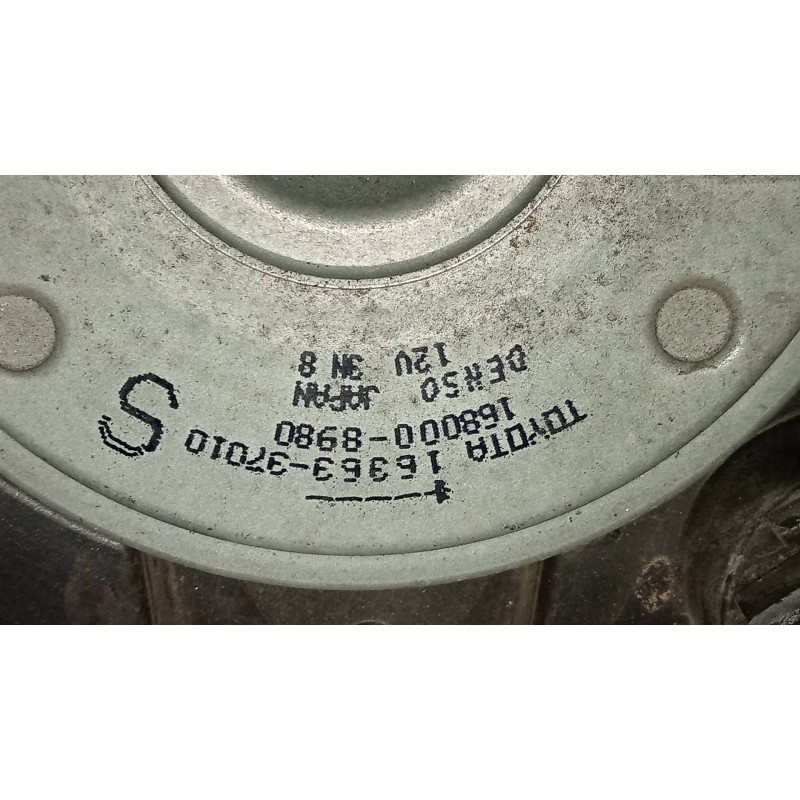 TOYOTA 16363-37010
168000-8980
DENSO JAPAN
12V 3N 8
S